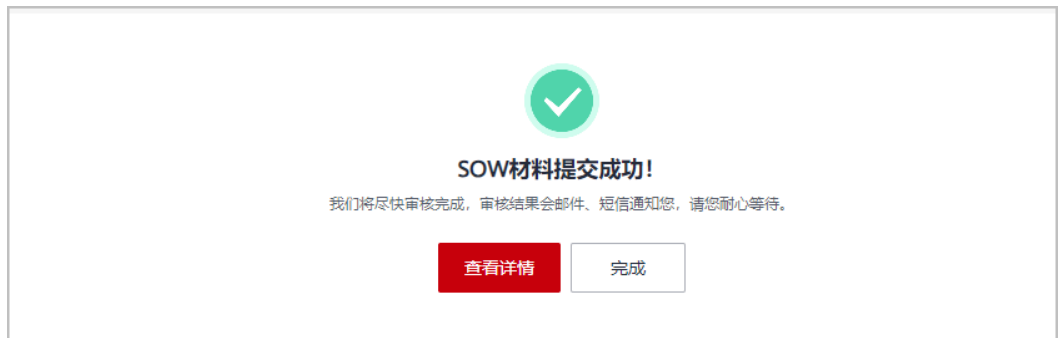 SOW材料提交成功！
我们将尽快审核完成，审核结果会邮件、短信通知您，请您耐心等待。
查看详情
完成